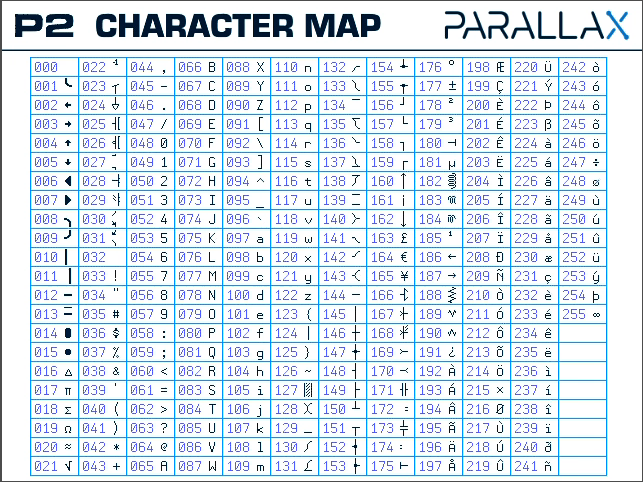 P2 CHARACTER MAP PARALLAX
000 022 ⁻¹ 044 , 066 B 088 X 110 n 132 154 176 ° 198 Æ 220 Ü 242 ò
001 023 045 - 067 C 089 Y 111 o 133 155 177 ± 199 Ç 221 Ý 243 ó
002 ← 024 046 . 068 D 090 Z 112 p 134 156 178 ² 200 È 222 Þ 244 ô
003 → 025 047 / 069 E 091 [ 113 q 135 157 179 ³ 201 É 223 ß 245 õ
004 ↑ 026 048 0 070 F 092 \ 114 r 136 158 180 202 Ê 224 à 246 ö
005 ↓ 027 049 1 071 G 093 ] 115 s 137 159 181 µ 203 Ë 225 á 247 ÷
006 ◀ 028 050 2 072 H 094 ^ 116 t 138 160 ↑ 182 204 Ì 226 â 248 ø
007 ▶ 029 051 3 073 I 095 _ 117 u 139 161 ¡ 183 205 Í 227 ã 249 ù
008 030 052 4 074 J 096 ` 118 v 140 162 ↓ 184 206 Î 228 ä 250 ú
009 031 053 5 075 K 097 a 119 w 141 163 £ 185 ¹ 207 Ï 229 å 251 û
010 032 054 6 076 L 098 b 120 x 142 164 € 186 ← 208 Ð 230 æ 252 ü
011 033 ! 055 7 077 M 099 c 121 y 143 165 ¥ 187 → 209 Ñ 231 ç 253 ý
012 034 " 056 8 078 N 100 d 122 z 144 166 188 210 Ò 232 è 254 þ
013 035 # 057 9 079 O 101 e 123 { 145 167 189 211 Ó 233 é 255 ∞
014 036 $ 058 : 080 P 102 f 124 | 146 168 190 212 Ô 234 ê
015 ● 037 % 059 ; 081 Q 103 g 125 } 147 169 191 ¿ 213 Õ 235 ë
016 Δ 038 & 060 < 082 R 104 h 126 ~ 148 170 192 À 214 Ö 236 ì
017 π 039 ' 061 = 083 S 105 i 127 149 171 193 Á 215 × 237 í
018 Σ 040 ( 062 > 084 T 106 j 128 150 172 194 Â 216 Ø 238 î
019 Ω 041 ) 063 ? 085 U 107 k 129 151 173 195 Ã 217 Ù 239 ï
020 ≈ 042 * 064 @ 086 V 108 l 130 152 174 196 Ä 218 Ú 240 ð
021 √ 043 + 065 A 087 W 109 m 131 153 175 197 Å 219 Û 241 ñ